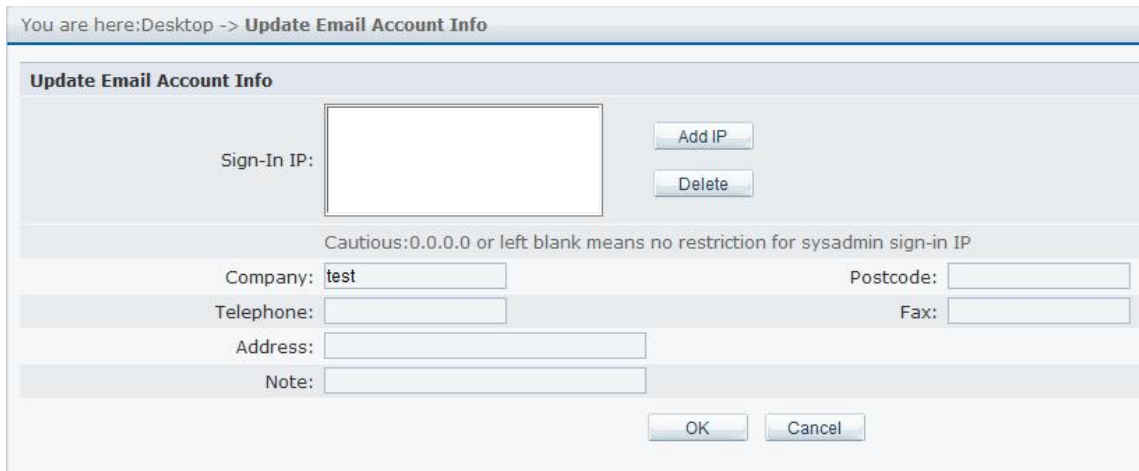 You are here:Desktop -> Update Email Account Info
Update Email Account Info
Sign-In IP:
Add IP
Delete
Cautious:0.0.0.0 or left blank means no restriction for sysadmin sign-in IP
Company: test Postcode:
Telephone: Fax:
Address:
Note:
OK Cancel